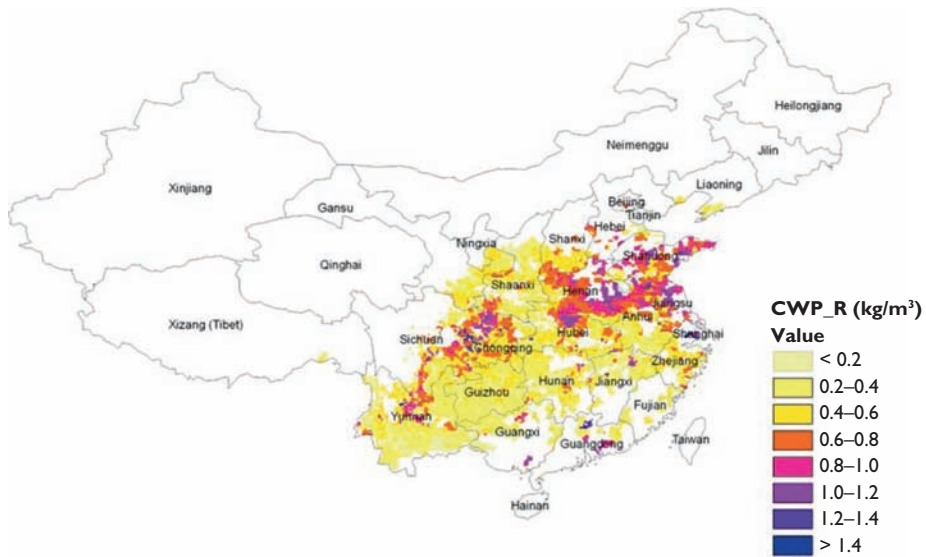 Heilongjiang
Neimenggu
Jilin
Xinjiang
Liaoning
Gansu
Beijing
Tianjin
Hebei
Ningxia
Shanxi
Qinghai
Shandong
Shaanxi
Henan
Jiangsu
Xizang (Tibet)
Anhui
Sichuan
Hubei
Shanghai
Chongqing
Zhejiang
Hunan
Jiangxi
Guizhou
Fujian
Yunnan
Guangxi
Guangdong
Taiwan
Hainan
CWP_R (kg/m³)
Value
< 0.2
0.2–0.4
0.4–0.6
0.6–0.8
0.8–1.0
1.0–1.2
1.2–1.4
> 1.4